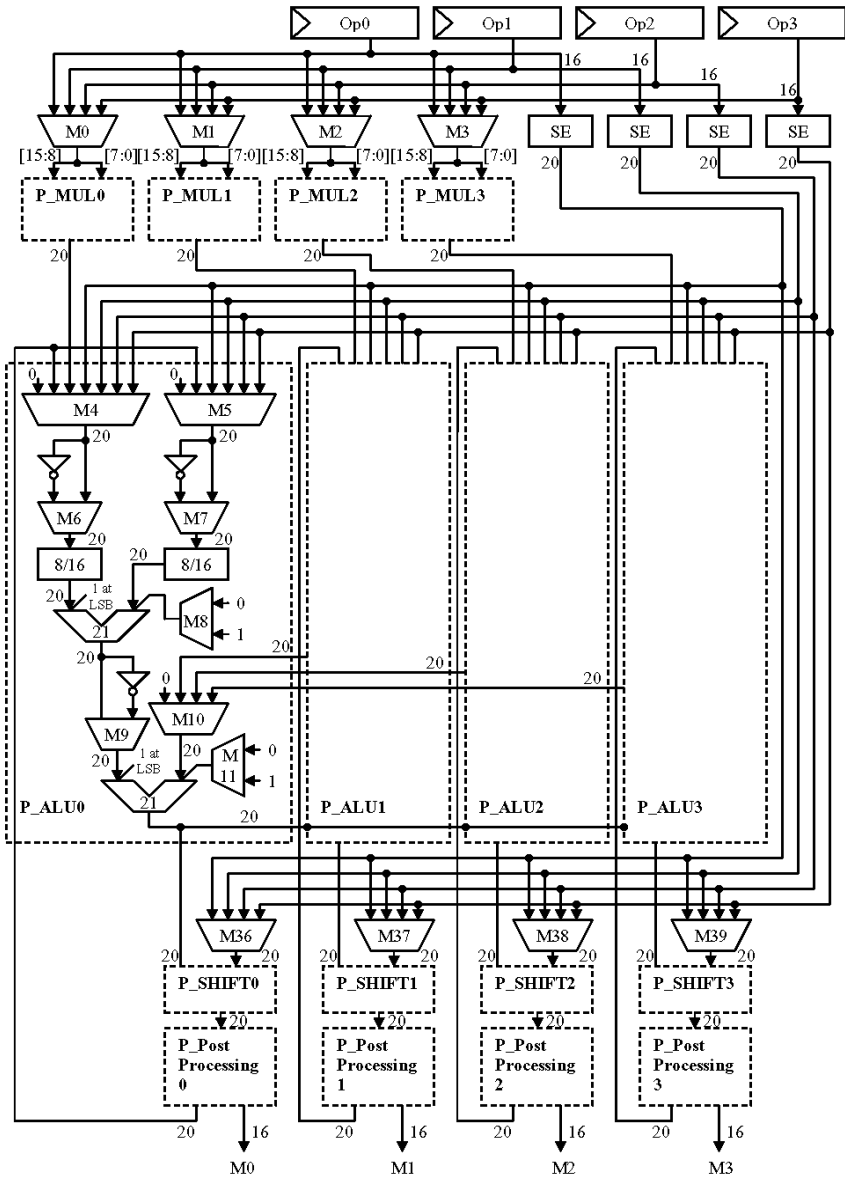 Op0 Op1 Op2 Op3
16 16 16 16
M0 M1 M2 M3 SE SE SE SE
[15:8] [7:0] [15:8] [7:0] [15:8] [7:0] [15:8] [7:0] 20 20 20 20
P_MUL0 P_MUL1 P_MUL2 P_MUL3
20 20 20 20
0 0
M4 M5
20 20
M6 M7
20 20
8/16 8/16
20
20 1 at
LSB
M8 0
1
21
20 20 20 20
0
M9 M10
20 1 at
LSB
20 M
11 0
1
21
P_ALU0 20 P_ALU1 P_ALU2 P_ALU3
M36 M37 M38 M39
20 20 20 20 20 20 20 20
P_SHIFT0 P_SHIFT1 P_SHIFT2 P_SHIFT3
20 20 20 20
P_Post
Processing
0
P_Post
Processing
1
P_Post
Processing
2
P_Post
Processing
3
20 16 20 16 20 16 20 16
M0 M1 M2 M3